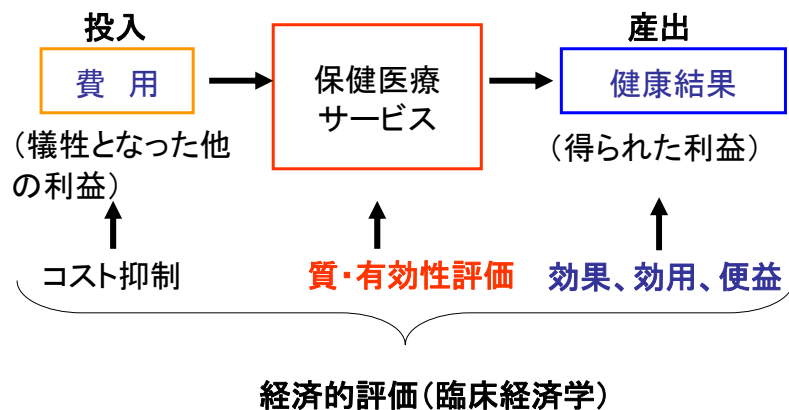 投入
産出
費 用
保健医療
サービス
健康結果
(犠牲となった他
の利益)
(得られた利益)
コスト抑制
質・有効性評価
効果、効用、便益
経済的評価(臨床経済学)